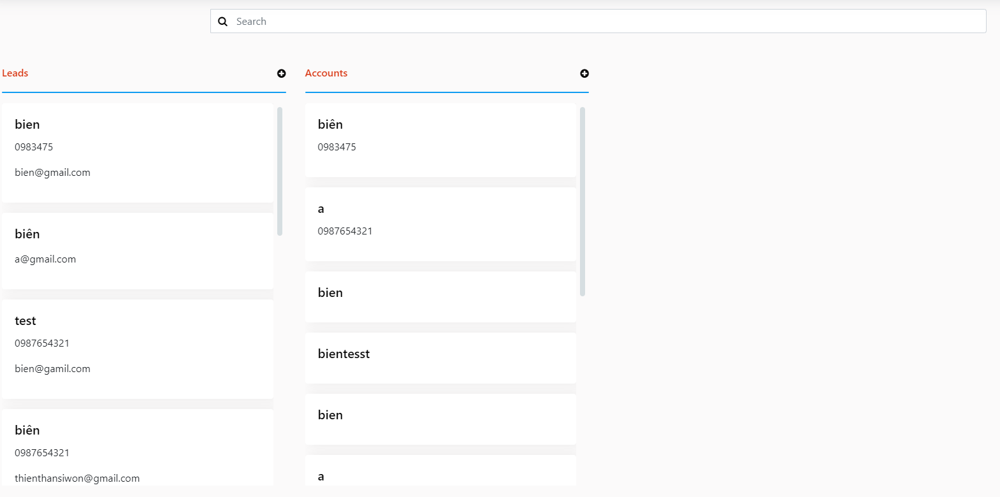 Search
Leads
bien
0983475
bien@gmail.com
biên
a@gmail.com
test
0987654321
bien@gamil.com
biên
0987654321
thienthansiwon@gmail.com
Accounts
biên
0983475
a
0987654321
bien
bientesst
bien
a